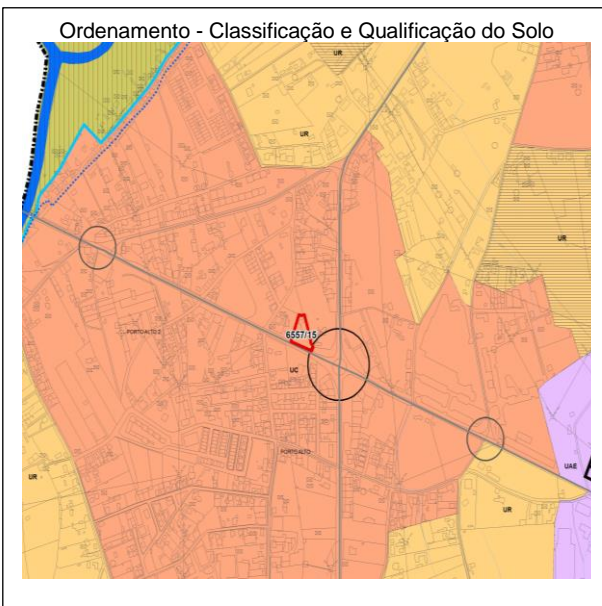 Ordenamento - Classificação e Qualificação do Solo
UR
UR
6557/15
PORTO ALTO 2
UC
PORTO ALTO
UAE
UR
UR